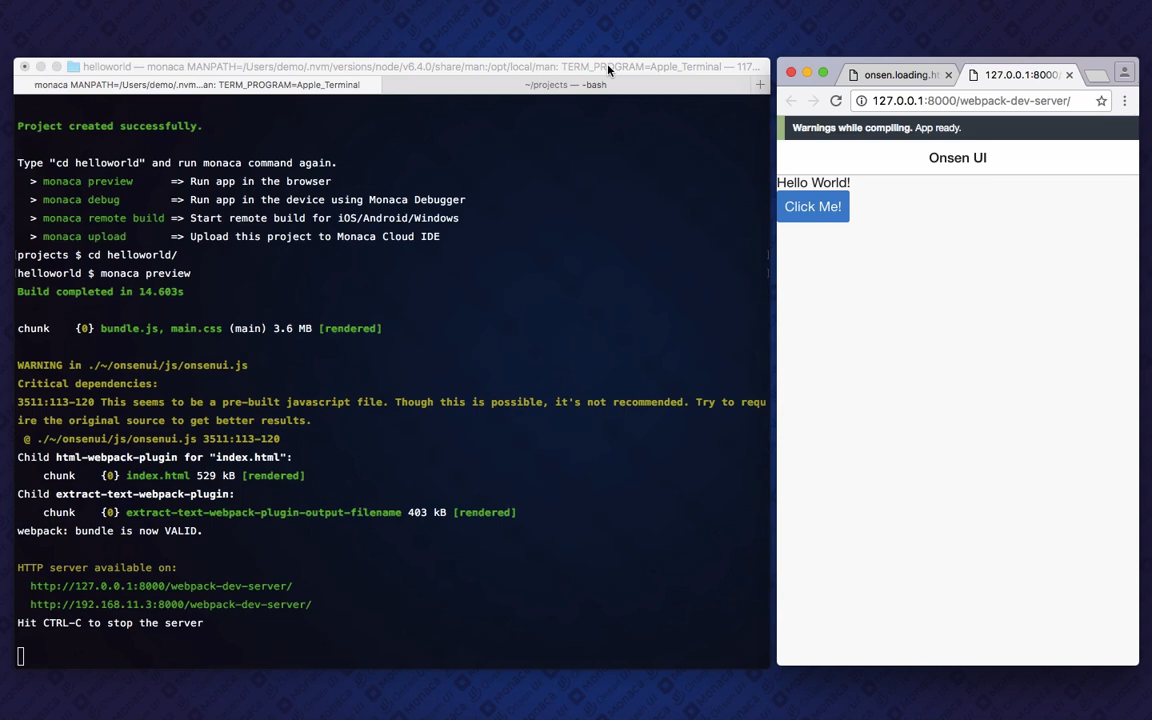 helloworld — monaca MANPATH=/Users/demo/.nvm/versions/node/v6.4.0/share/man:/opt/local/man: TERM_PROGRAM=Apple_Terminal — 117...
monaca MANPATH=/Users/demo/.nvm...an: TERM_PROGRAM=Apple_Terminal
~/projects — -bash
Project created successfully.
Type "cd helloworld" and run monaca command again.
> monaca preview => Run app in the browser
> monaca debug => Run app in the device using Monaca Debugger
> monaca remote build => Start remote build for iOS/Android/Windows
> monaca upload => Upload this project to Monaca Cloud IDE
projects $ cd helloworld/
helloworld $ monaca preview
Build completed in 14.603s
chunk {0} bundle.js, main.css (main) 3.6 MB [rendered]
WARNING in ./~/onsenui/js/onsenui.js
Critical dependencies:
3511:113-120 This seems to be a pre-built javascript file. Though this is possible, it's not recommended. Try to requ
ire the original source to get better results.
@ ./~/onsenui/js/onsenui.js 3511:113-120
Child html-webpack-plugin for "index.html":
chunk {0} index.html 529 kB [rendered]
Child extract-text-webpack-plugin:
chunk {0} extract-text-webpack-plugin-output-filename 403 kB [rendered]
webpack: bundle is now VALID.
HTTP server available on:
http://127.0.0.1:8000/webpack-dev-server/
http://192.168.11.3:8000/webpack-dev-server/
Hit CTRL-C to stop the server
onsen.loading.h
127.0.0.1:8000/
127.0.0.1:8000/webpack-dev-server/
Warnings while compiling. App ready.
Onsen UI
Hello World!
Click Me!